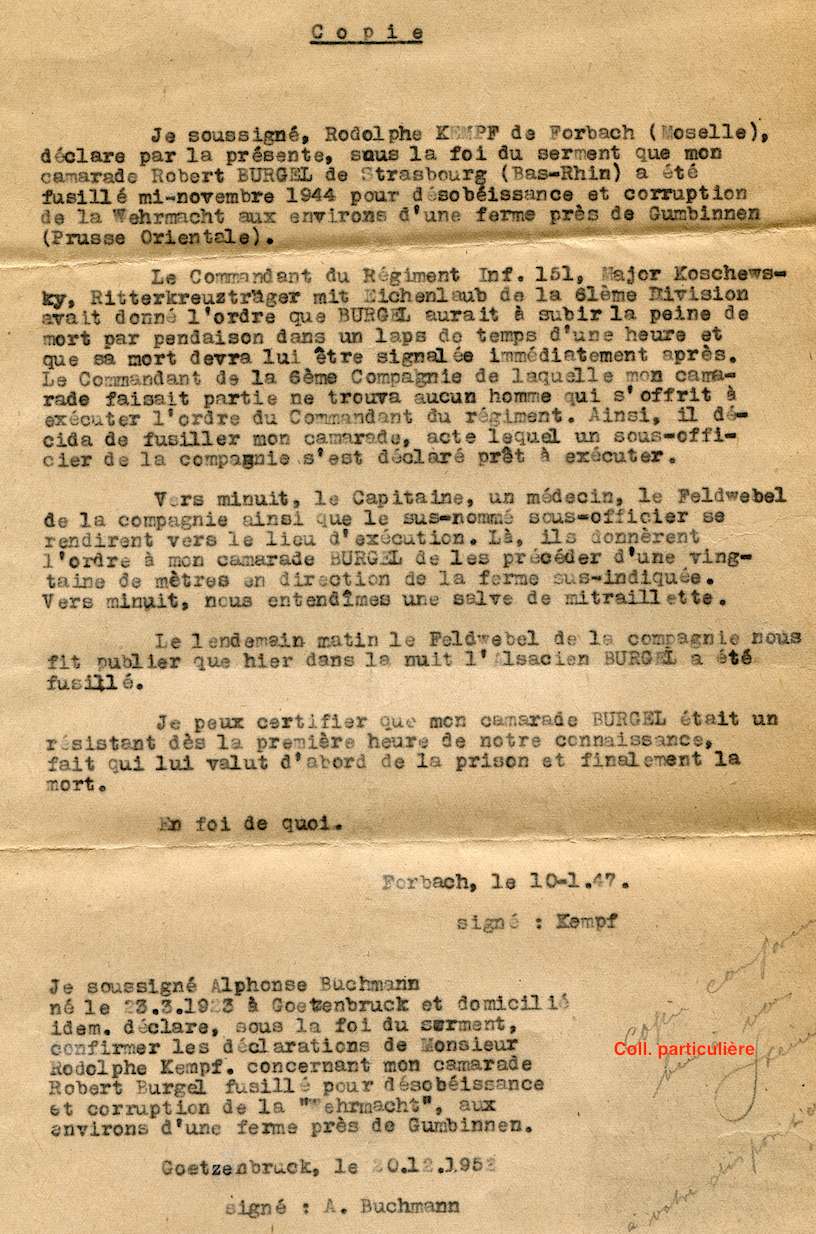 Copie
Je soussigné, Rodolphe KEMPF de Forbach (Moselle),
déclare par la présente, sous la foi du serment que mon
camarade Robert BURGEL de Strasbourg (Bas-Rhin) a été
fusillé mi-novembre 1944 pour désobéissance et corruption
de la Wehrmacht aux environs d'une ferme près de Gumbinnen
(Prusse Orientale).
Le Commandant du Régiment Inf. 151, Major Koschews-
ky, Ritterkreuzträger mit Eichenlaub de la 61ème Division
avait donné l'ordre que BURGEL aurait à subir la peine de
mort par pendaison dans un laps de temps d'une heure et
que sa mort devra lui être signalée immédiatement après.
Le Commandant de la 6ème Compagnie de laquelle mon cama-
rade faisait partie ne trouva aucun homme qui s'offrit à
exécuter l'ordre du Commandant du régiment. Ainsi, il dé-
cida de fusiller mon camarade, acte lequel un sous-offi-
cier de la compagnie s'est déclaré prêt à exécuter.
Vers minuit, le Capitaine, un médecin, le Feldwebel
de la compagnie ainsi que le sus-nommé sous-officier se
rendirent vers le lieu d'exécution. Là, ils donnèrent
l'ordre à mon camarade BURGEL de les précéder d'une ving-
taine de mètres en direction de la ferme sus-indiquée.
Vers minuit, nous entendîmes une salve de mitraillette.
Le lendemain matin le Feldwebel de la compagnie nous
fit publier que hier dans la nuit l'Alsacien BURGEL a été
fusillé.
Je peux certifier que mon camarade BURGEL était un
résistant dès la première heure de notre connaissance,
fait qui lui valut d'abord de la prison et finalement la
mort.
En foi de quoi.
Forbach, le 10-1.47.
signé : Kempf
Je soussigné Alphonse Buchmann
né le 23.3.1923 à Goetzenbruck et domicilié
idem. déclare, sous la foi du serment,
confirmer les déclarations de Monsieur
Rodolphe Kempf. concernant mon camarade
Robert Burgel fusillé pour désobéissance
et corruption de la "Wehrmacht", aux
environs d'une ferme près de Gumbinnen.
Goetzenbruck, le 20.12.1952
signé : A. Buchmann
Copie
Coll. particulière
à votre